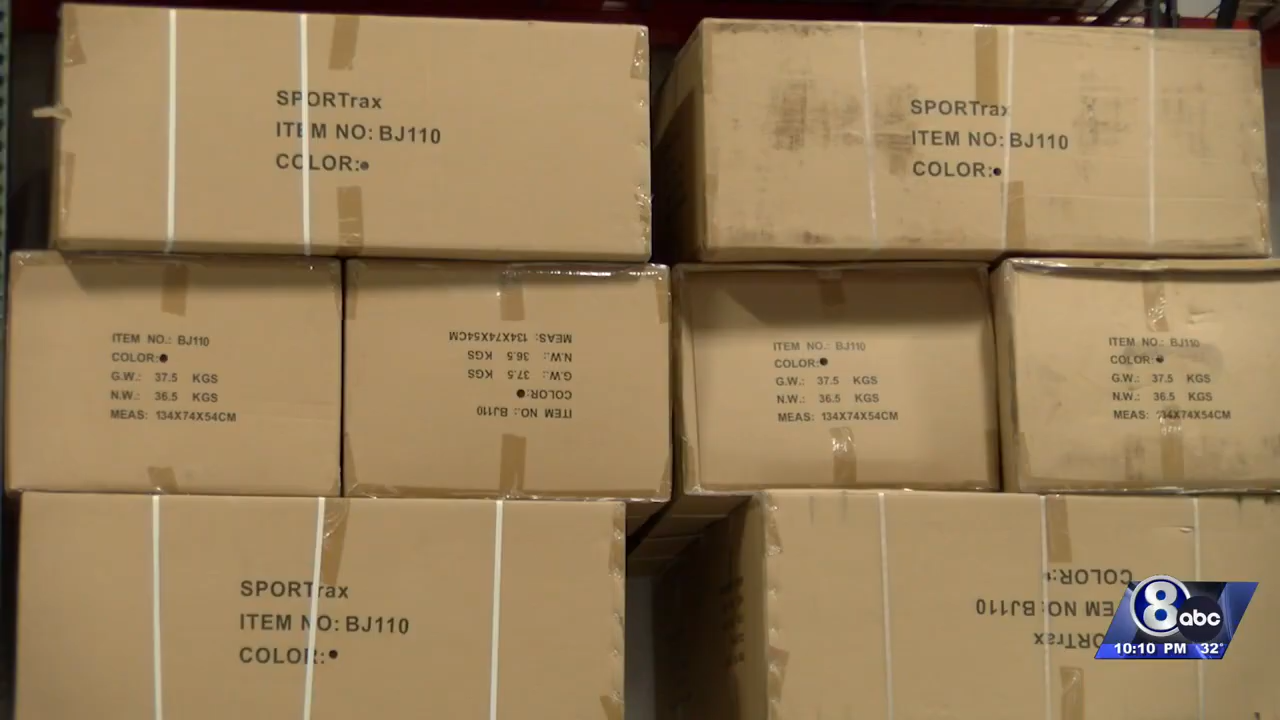 SPORTrax
ITEM NO: BJ110
COLOR:
SPORTrax
ITEM NO: BJ110
COLOR:
ITEM NO.: BJ110
COLOR:
G.W.: 37.5 KGS
N.W.: 36.5 KGS
MEAS: 134X74X54CM
ITEM NO.: BJ110
COLOR:
G.W.: 37.5 KGS
N.W.: 36.5 KGS
MEAS: 134X74X54CM
ITEM NO.: BJ110
COLOR:
G.W.: 37.5 KGS
N.W.: 36.5 KGS
MEAS: 134X74X54CM
ITEM NO.: BJ110
COLOR:
G.W.: 37.5 KGS
N.W.: 36.5 KGS
MEAS: 134X74X54CM
SPORTrax
ITEM NO: BJ110
COLOR:
ORTrax
EM NO: BJ110
COLOR:
8 abc
10:10 PM 32°